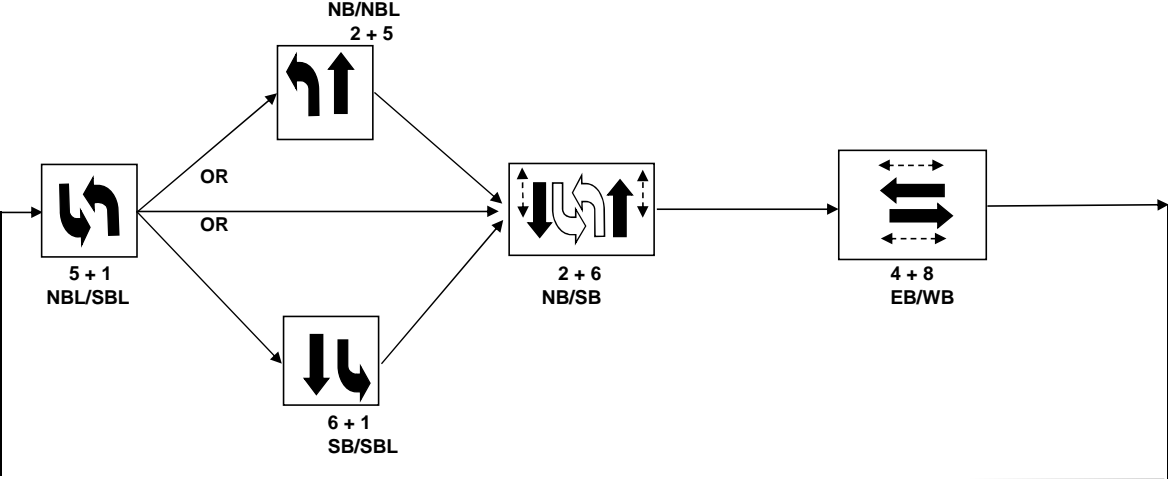 NB/NBL
2 + 5
OR
OR
5 + 1
NBL/SBL
2 + 6
NB/SB
4 + 8
EB/WB
6 + 1
SB/SBL